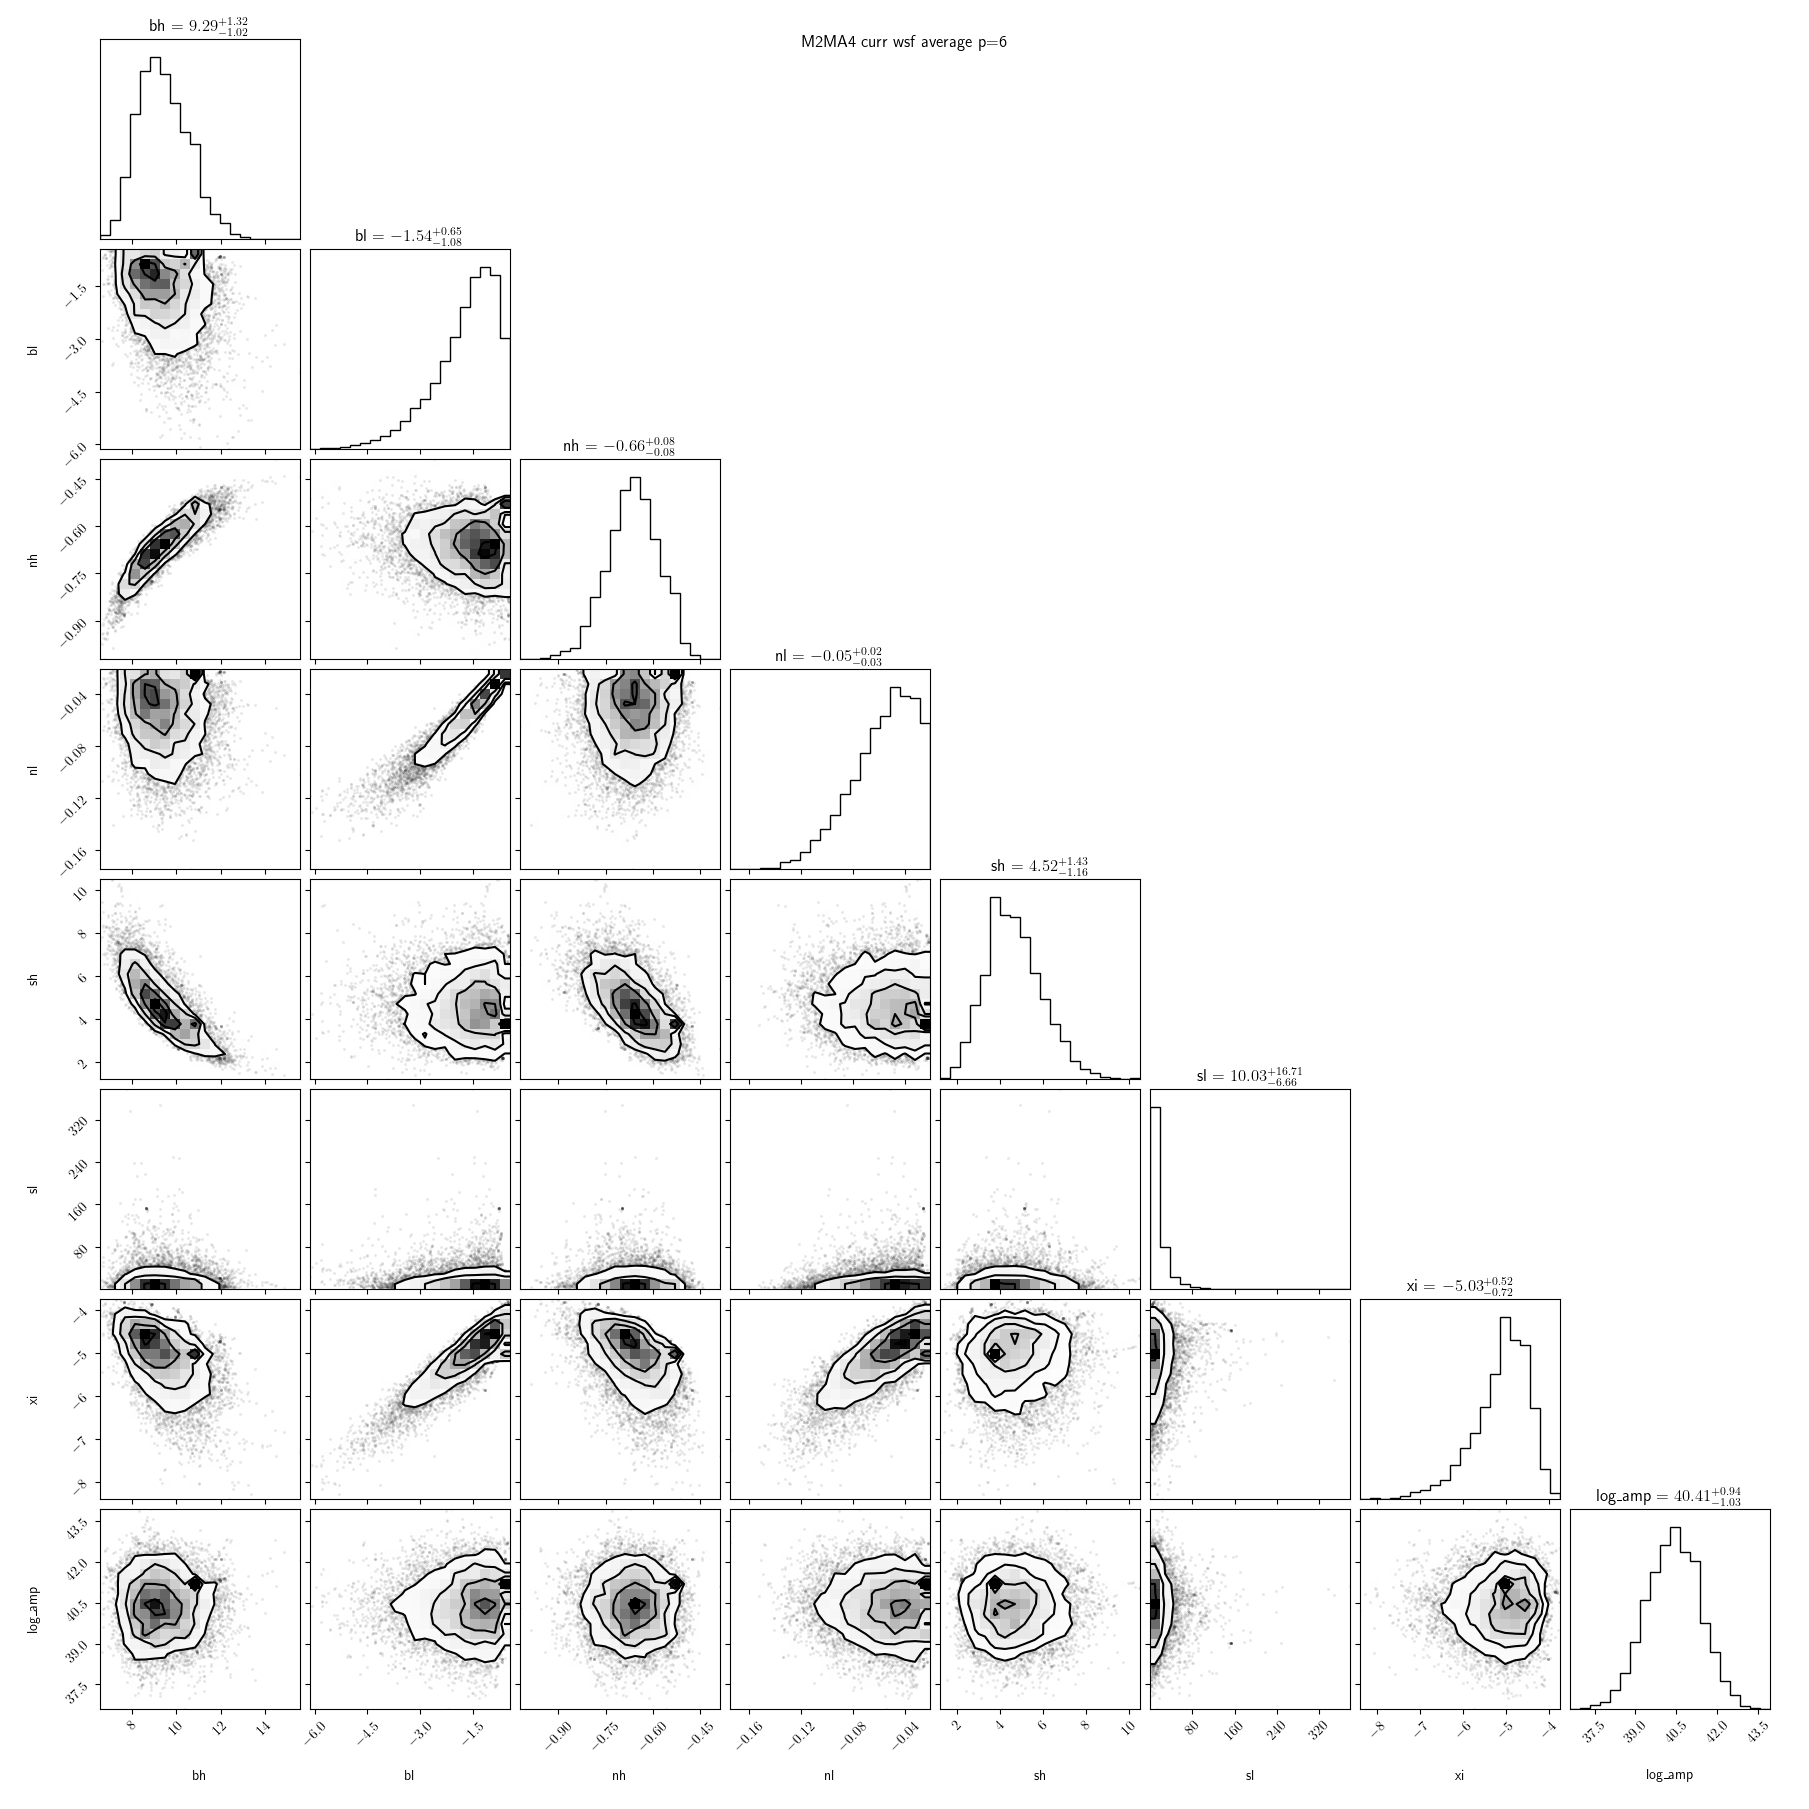 bh = 9.29^{+1.32}_{-1.02}
M2MA4 curr wsf average p=6
bl = −1.54^{+0.65}_{-1.08}
−1.5
−3.0
−4.5
−6.0
bl
nh = −0.66^{+0.08}_{-0.08}
−0.45
−0.60
−0.75
−0.90
nh
nl = −0.05^{+0.02}_{-0.03}
−0.04
−0.08
−0.12
−0.16
nl
sh = 4.52^{+1.43}_{-1.16}
10
8
6
4
2
sh
sl = 10.03^{+16.71}_{-6.66}
320
240
160
80
sl
xi = −5.03^{+0.52}_{-0.72}
−4
−5
−6
−7
−8
xi
log_amp = 40.41^{+0.94}_{-1.03}
43.5
42.0
40.5
39.0
37.5
log_amp
8 10 12 14 −6.0 −4.5 −3.0 −1.5 −0.90 −0.75 −0.60 −0.45 −0.16 −0.12 −0.08 −0.04 2 4 6 8 10 80 160 240 320 −8 −7 −6 −5 −4 37.5 39.0 40.5 42.0 43.5
bh bl nh nl sh sl xi log_amp